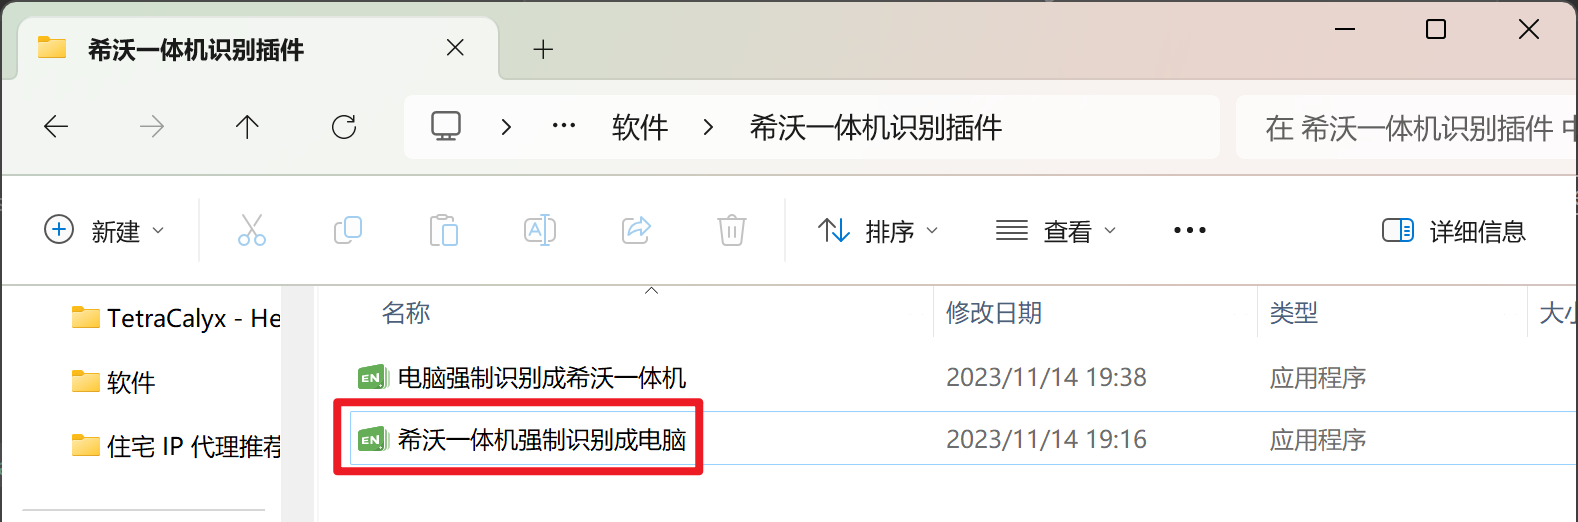 希沃一体机识别插件
软件
希沃一体机识别插件
在 希沃一体机识别插件 中
新建
排序
查看
详细信息
TetraCalyx - He
名称
修改日期
类型
大小
软件
EN 电脑强制识别成希沃一体机
2023/11/14 19:38
应用程序
住宅 IP 代理推荐
EN 希沃一体机强制识别成电脑
2023/11/14 19:16
应用程序